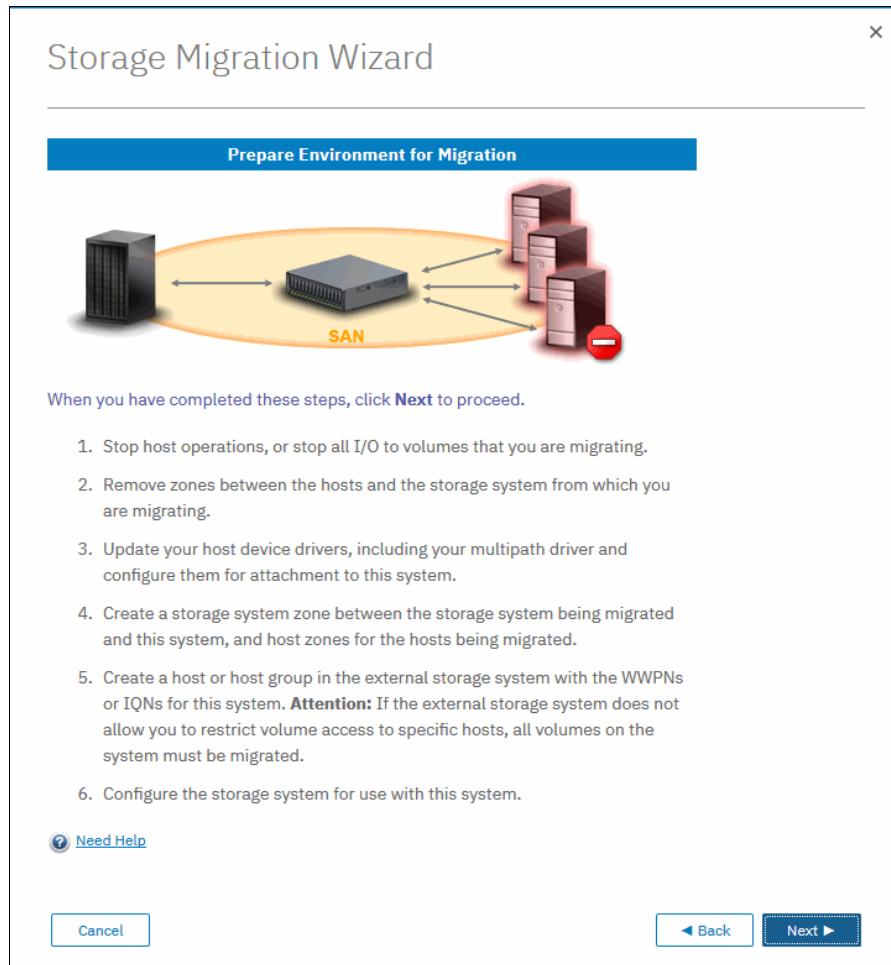 ×
Storage Migration Wizard
Prepare Environment for Migration
SAN
When you have completed these steps, click Next to proceed.
1. Stop host operations, or stop all I/O to volumes that you are migrating.
2. Remove zones between the hosts and the storage system from which you
are migrating.
3. Update your host device drivers, including your multipath driver and
configure them for attachment to this system.
4. Create a storage system zone between the storage system being migrated
and this system, and host zones for the hosts being migrated.
5. Create a host or host group in the external storage system with the WWPNs
or IQNs for this system. Attention: If the external storage system does not
allow you to restrict volume access to specific hosts, all volumes on the
system must be migrated.
6. Configure the storage system for use with this system.
? Need Help
Cancel
◄ Back
Next ►